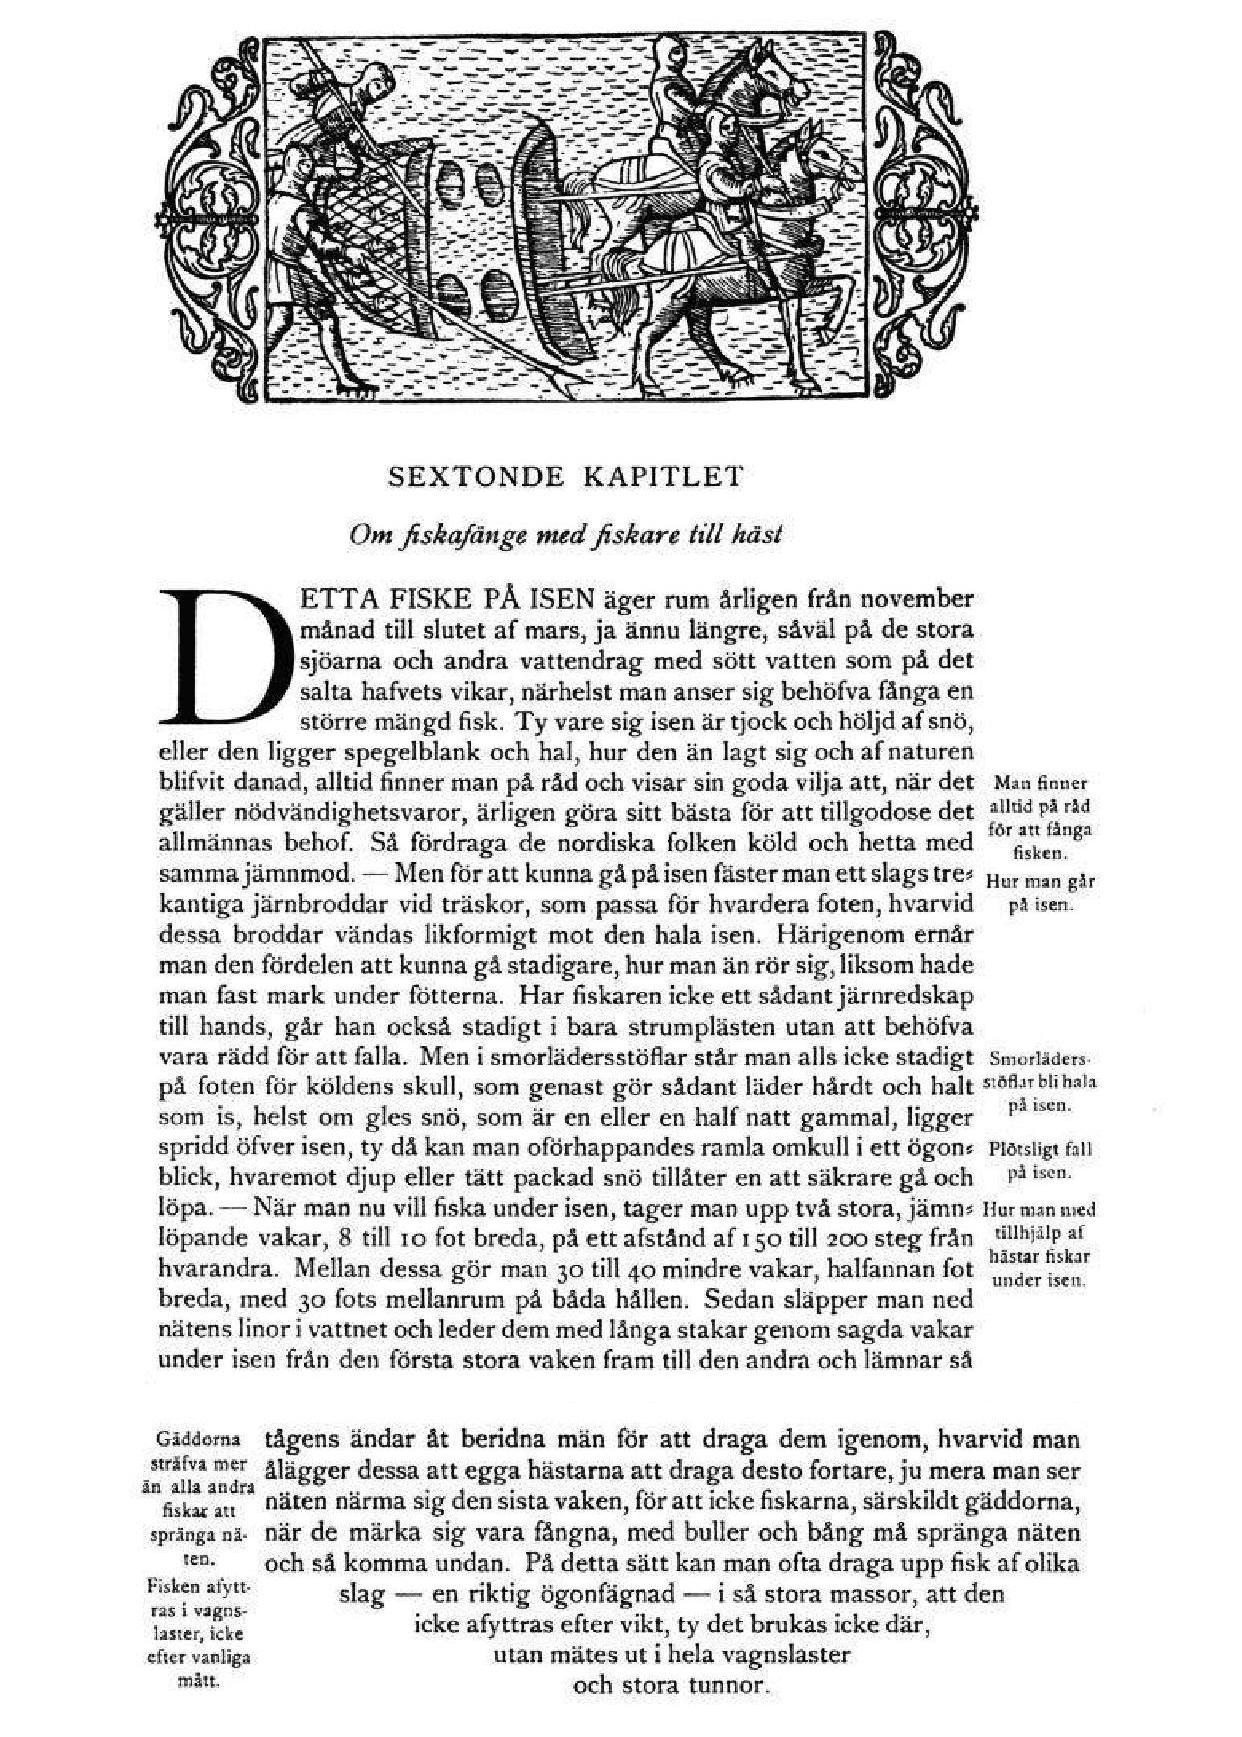 SEXTONDE KAPITLET
Om fiskafänge med fiskare till häst
DETTA FISKE PÅ ISEN äger rum årligen från november
månad till slutet af mars, ja ännu längre, såväl på de stora
sjöarna och andra vattendrag med sött vatten som på det
salta hafvets vikar, närhelst man anser sig behöfva fånga en
större mängd fisk. Ty vare sig isen är tjock och höljd af snö,
eller den ligger spegelblank och hal, hur den än lagt sig och af naturen
blifvit danad, alltid finner man på råd och visar sin goda vilja att, när det
gäller nödvändighetsvaror, ärligen göra sitt bästa för att tillgodose det
allmännas behof. Så fördraga de nordiska folken köld och hetta med
samma jämnmod. — Men för att kunna gå på isen fäster man ett slags tre-
kantiga järnbroddar vid träskor, som passa för hvardera foten, hvarvid
dessa broddar vändas likformigt mot den hala isen. Härigenom ernår
man den fördelen att kunna gå stadigare, hur man än rör sig, liksom hade
man fast mark under fötterna. Har fiskaren icke ett sådant järnredskap
till hands, går han också stadigt i bara strumplästen utan att behöfva
vara rädd för att falla. Men i smorlädersstöflar står man alls icke stadigt
på foten för köldens skull, som genast gör sådant läder hårdt och halt
som is, helst om gles snö, som är en eller en half natt gammal, ligger
spridd öfver isen, ty då kan man oförhappandes ramla omkull i ett ögon-
blick, hvaremot djup eller tätt packad snö tillåter en att säkrare gå och
löpa. — När man nu vill fiska under isen, tager man upp två stora, jämn-
löpande vakar, 8 till 10 fot breda, på ett afstånd af 150 till 200 steg från
hvarandra. Mellan dessa gör man 30 till 40 mindre vakar, halfannan fot
breda, med 30 fots mellanrum på båda hållen. Sedan släpper man ned
nätens linor i vattnet och leder dem med långa stakar genom sagda vakar
under isen från den första stora vaken fram till den andra och lämnar så
Man finner
alltid på råd
för att fånga
fisken.
Hur man går
på isen.
Smorläders-
stöflar bli hala
på isen.
Plötsligt fall
på isen.
Hur man med
tillhjälp af
hästar fiskar
under isen.
Gäddorna
sträfva mer
än alla andra
fiskar att
spränga nä-
ten.
Fisken afytt-
ras i vagns-
laster, icke
efter vanliga
mått.
tågens ändar åt beridna män för att draga dem igenom, hvarvid man
ålägger dessa att egga hästarna att draga desto fortare, ju mera man ser
näten närma sig den sista vaken, för att icke fiskarna, särskildt gäddorna,
när de märka sig vara fångna, med buller och bång må spränga näten
och så komma undan. På detta sätt kan man ofta draga upp fisk af olika
slag — en riktig ögonfägnad — i så stora massor, att den
icke afyttras efter vikt, ty det brukas icke där,
utan mätes ut i hela vagnslaster
och stora tunnor.